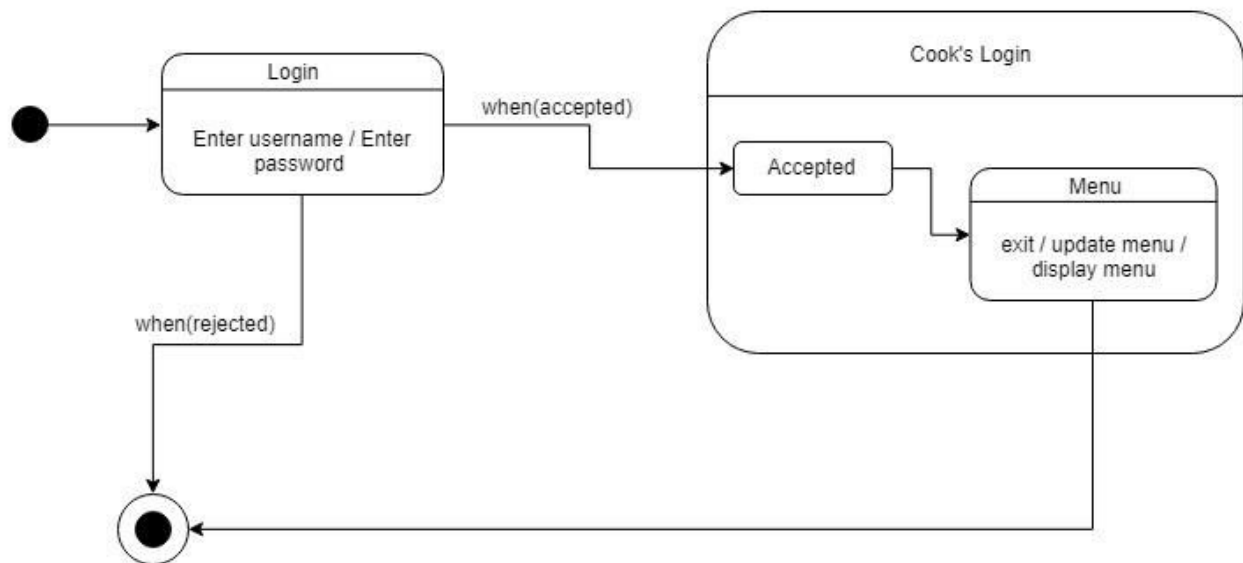 Cook's Login
Login
when(accepted)
Enter username / Enter
password
Accepted
Menu
exit / update menu /
display menu
when(rejected)